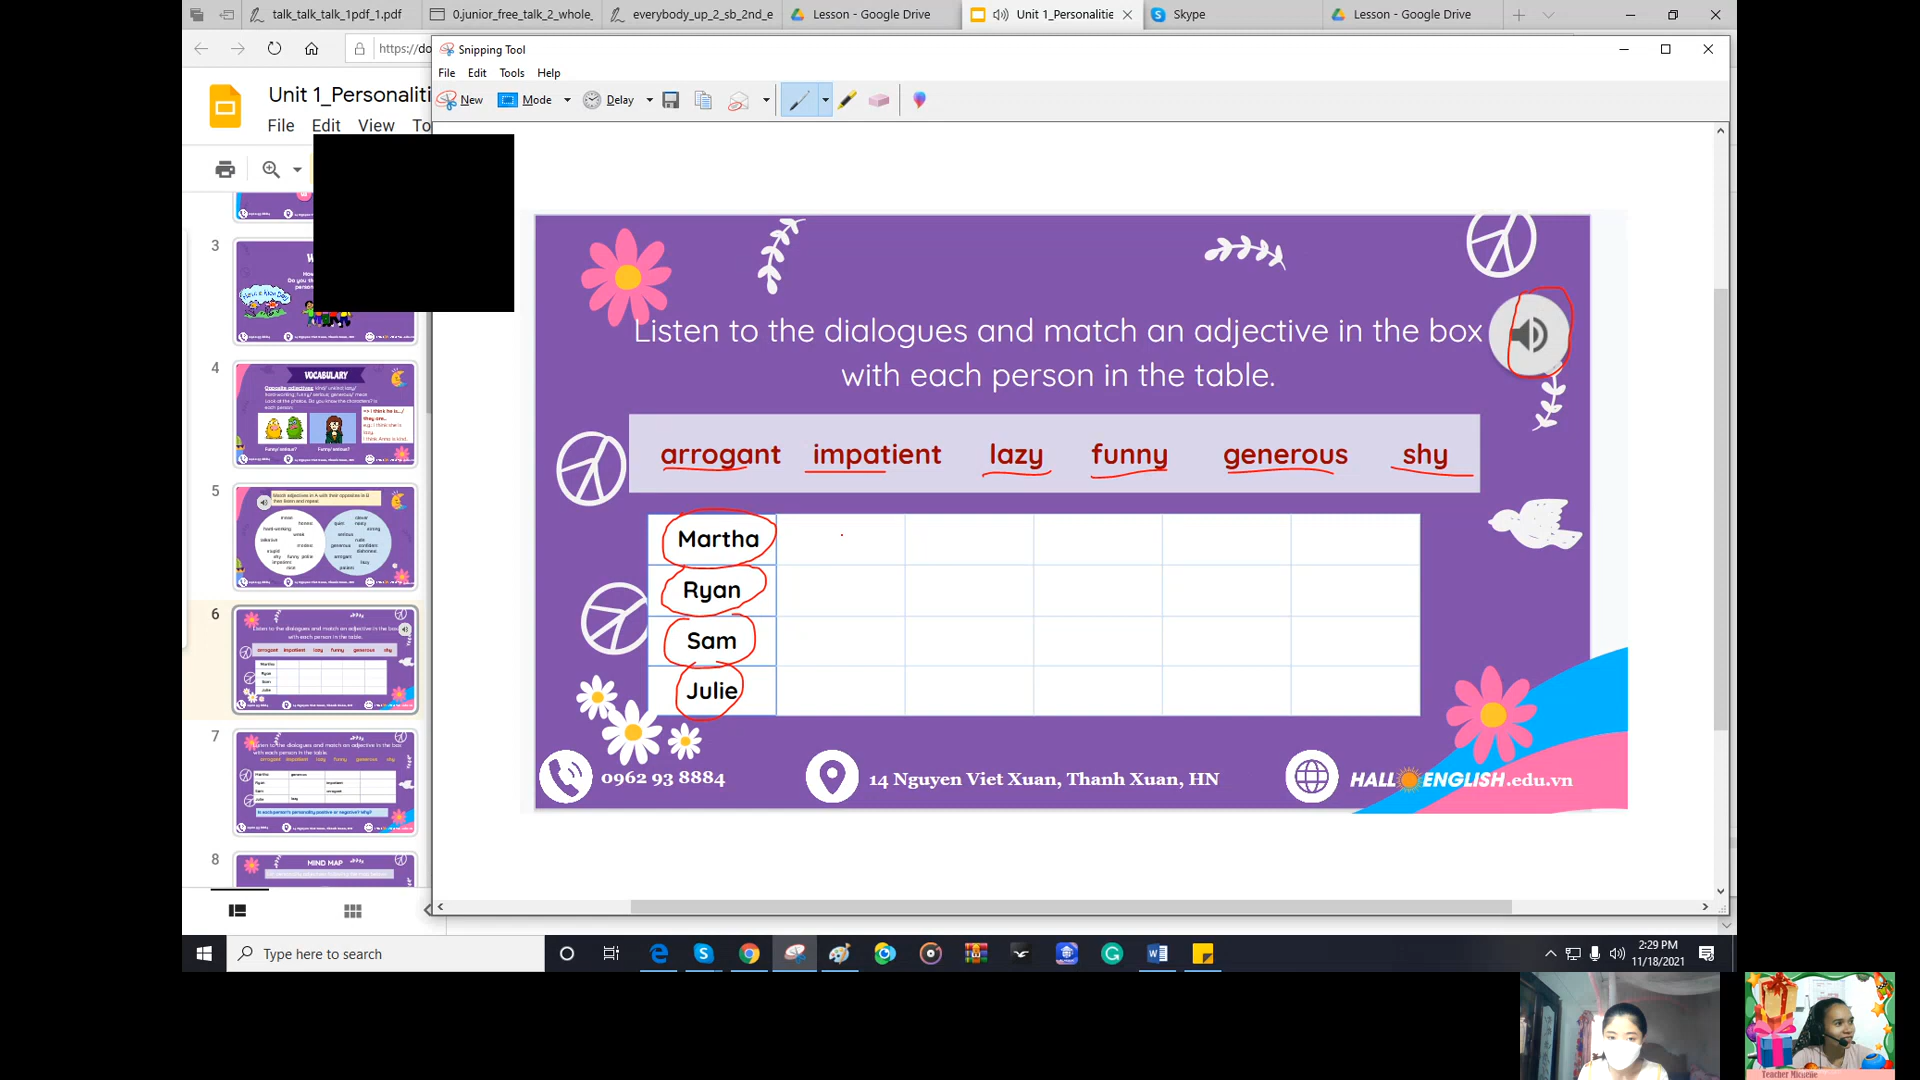 talk_talk_talk_1pdf_1.pdf
0.junior_free_talk_2_whole_
everybody_up_2_sb_2nd_e
Lesson - Google Drive
Unit 1_Personalitie
Skype
Lesson - Google Drive
https://do
Snipping Tool
File Edit Tools Help
New Mode Delay
Unit 1_Personaliti
File Edit View To
3
4
VOCABULARY
5
6
7
8
MIND MAP
Listen to the dialogues and match an adjective in the box
with each person in the table.
arrogant impatient lazy funny generous shy
Martha
Ryan
Sam
Julie
0962 93 8884
14 Nguyen Viet Xuan, Thanh Xuan, HN
HALLO ENGLISH.edu.vn
Type here to search
2:29 PM
11/18/2021
Teacher Michelle